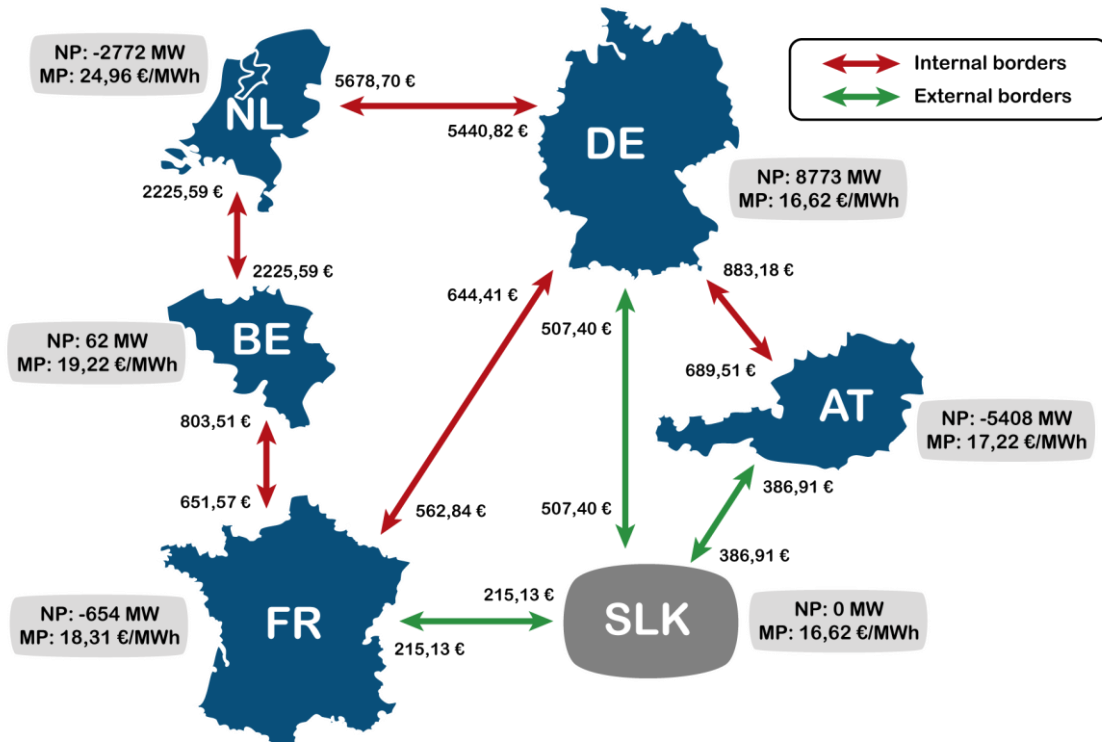 NP: -2772 MW
MP: 24,96 €/MWh
NL
5678,70 €
5440,82 €
DE
Internal borders
External borders
NP: 8773 MW
MP: 16,62 €/MWh
2225,59 €
2225,59 €
BE
NP: 62 MW
MP: 19,22 €/MWh
644,41 €
507,40 €
883,18 €
689,51 €
AT
NP: -5408 MW
MP: 17,22 €/MWh
803,51 €
651,57 €
562,84 €
507,40 €
386,91 €
386,91 €
FR
NP: -654 MW
MP: 18,31 €/MWh
215,13 €
215,13 €
SLK
NP: 0 MW
MP: 16,62 €/MWh